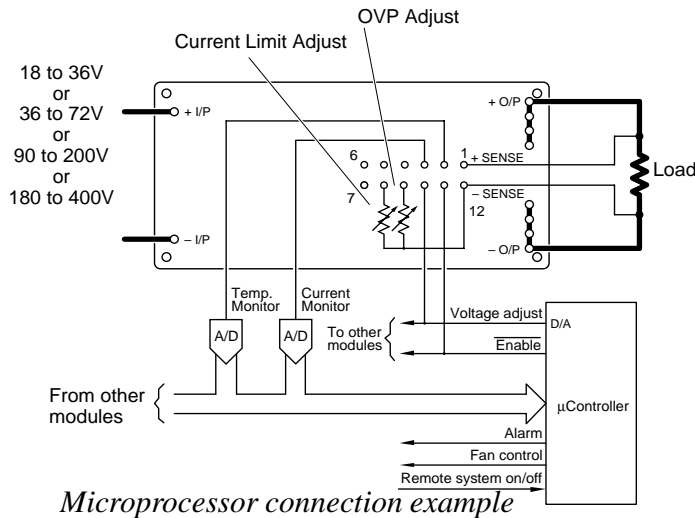 OVP Adjust
Current Limit Adjust
18 to 36V
or
36 to 72V
or
90 to 200V
or
180 to 400V
+ I/P
– I/P
6
1
+ SENSE
7
– SENSE
12
+ O/P
– O/P
Load
Temp.
Monitor
Current
Monitor
A/D
A/D
To other
modules
Voltage adjust
D/A
Enable
From other
modules
µController
Alarm
Fan control
Remote system on/off
Microprocessor connection example